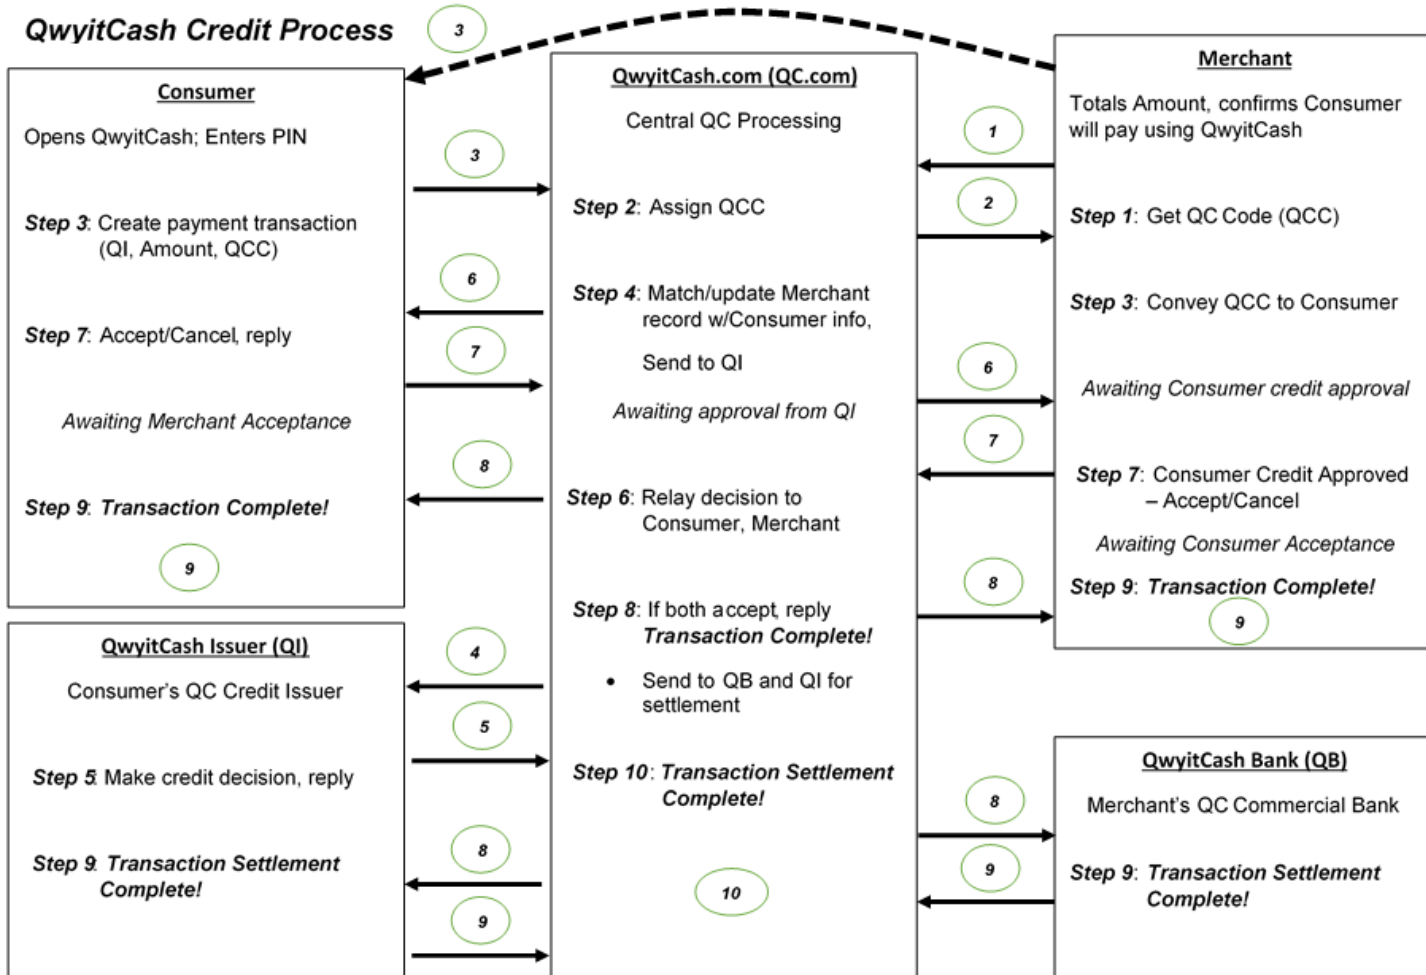 QwyitCash Credit Process
3
Consumer
Opens QwyitCash; Enters PIN
Step 3: Create payment transaction
(QI, Amount, QCC)
Step 7: Accept/Cancel, reply
Awaiting Merchant Acceptance
Step 9: Transaction Complete!
9
3
6
7
8
QwyitCash.com (QC.com)
Central QC Processing
Step 2: Assign QCC
Step 4: Match/update Merchant
record w/Consumer info,
Send to QI
Awaiting approval from QI
Step 6: Relay decision to
Consumer, Merchant
Step 8: If both accept, reply
Transaction Complete!
• Send to QB and QI for
settlement
Step 10: Transaction Settlement
Complete!
10
1
2
6
7
8
Merchant
Totals Amount, confirms Consumer
will pay using QwyitCash
Step 1: Get QC Code (QCC)
Step 3: Convey QCC to Consumer
Awaiting Consumer credit approval
Step 7: Consumer Credit Approved
– Accept/Cancel
Awaiting Consumer Acceptance
Step 9: Transaction Complete!
9
QwyitCash Issuer (QI)
Consumer's QC Credit Issuer
Step 5: Make credit decision, reply
Step 9: Transaction Settlement
Complete!
4
5
8
9
8
9
QwyitCash Bank (QB)
Merchant's QC Commercial Bank
Step 9: Transaction Settlement
Complete!